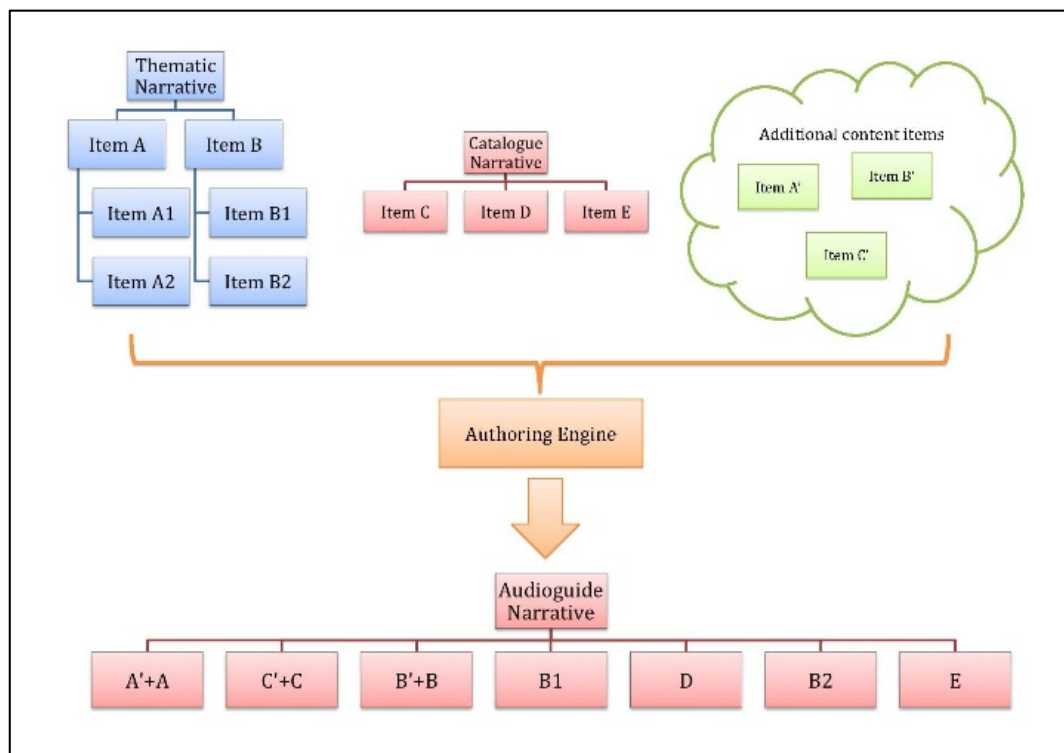 Thematic
Narrative
Item A
Item B
Item A1
Item B1
Item A2
Item B2
Catalogue
Narrative
Item C
Item D
Item E
Additional content items
Item A'
Item B'
Item C'
Authoring Engine
Audioguide
Narrative
A'+A
C'+C
B'+B
B1
D
B2
E